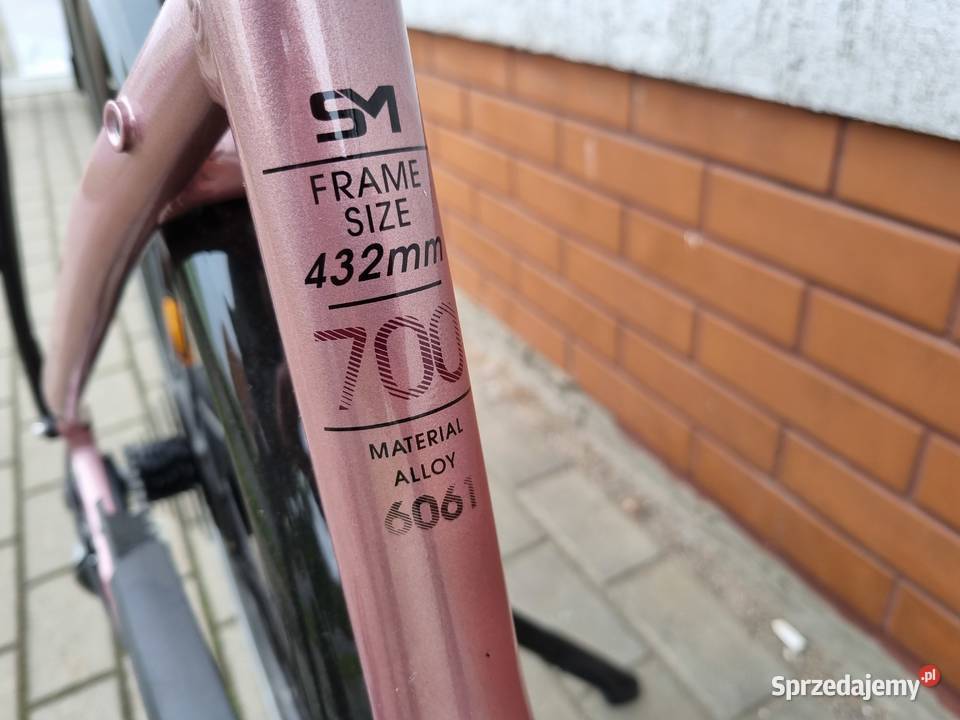 SM
FRAME
SIZE
432mm
700
MATERIAL
ALLOY
6061
Sprzedajemy.pl